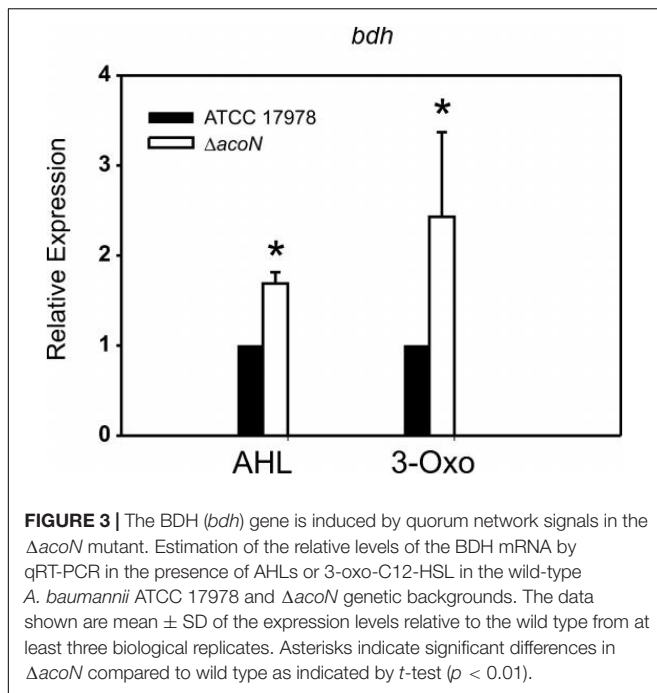 bdh
4
3
2
1
0
Relative Expression
ATCC 17978
ΔacoN
*
*
AHL
3-Oxo
FIGURE 3 | The BDH (bdh) gene is induced by quorum network signals in the
ΔacoN mutant. Estimation of the relative levels of the BDH mRNA by
qRT-PCR in the presence of AHLs or 3-oxo-C12-HSL in the wild-type
A. baumannii ATCC 17978 and ΔacoN genetic backgrounds. The data
shown are mean ± SD of the expression levels relative to the wild type from at
least three biological replicates. Asterisks indicate significant differences in
ΔacoN compared to wild type as indicated by t-test (p < 0.01).